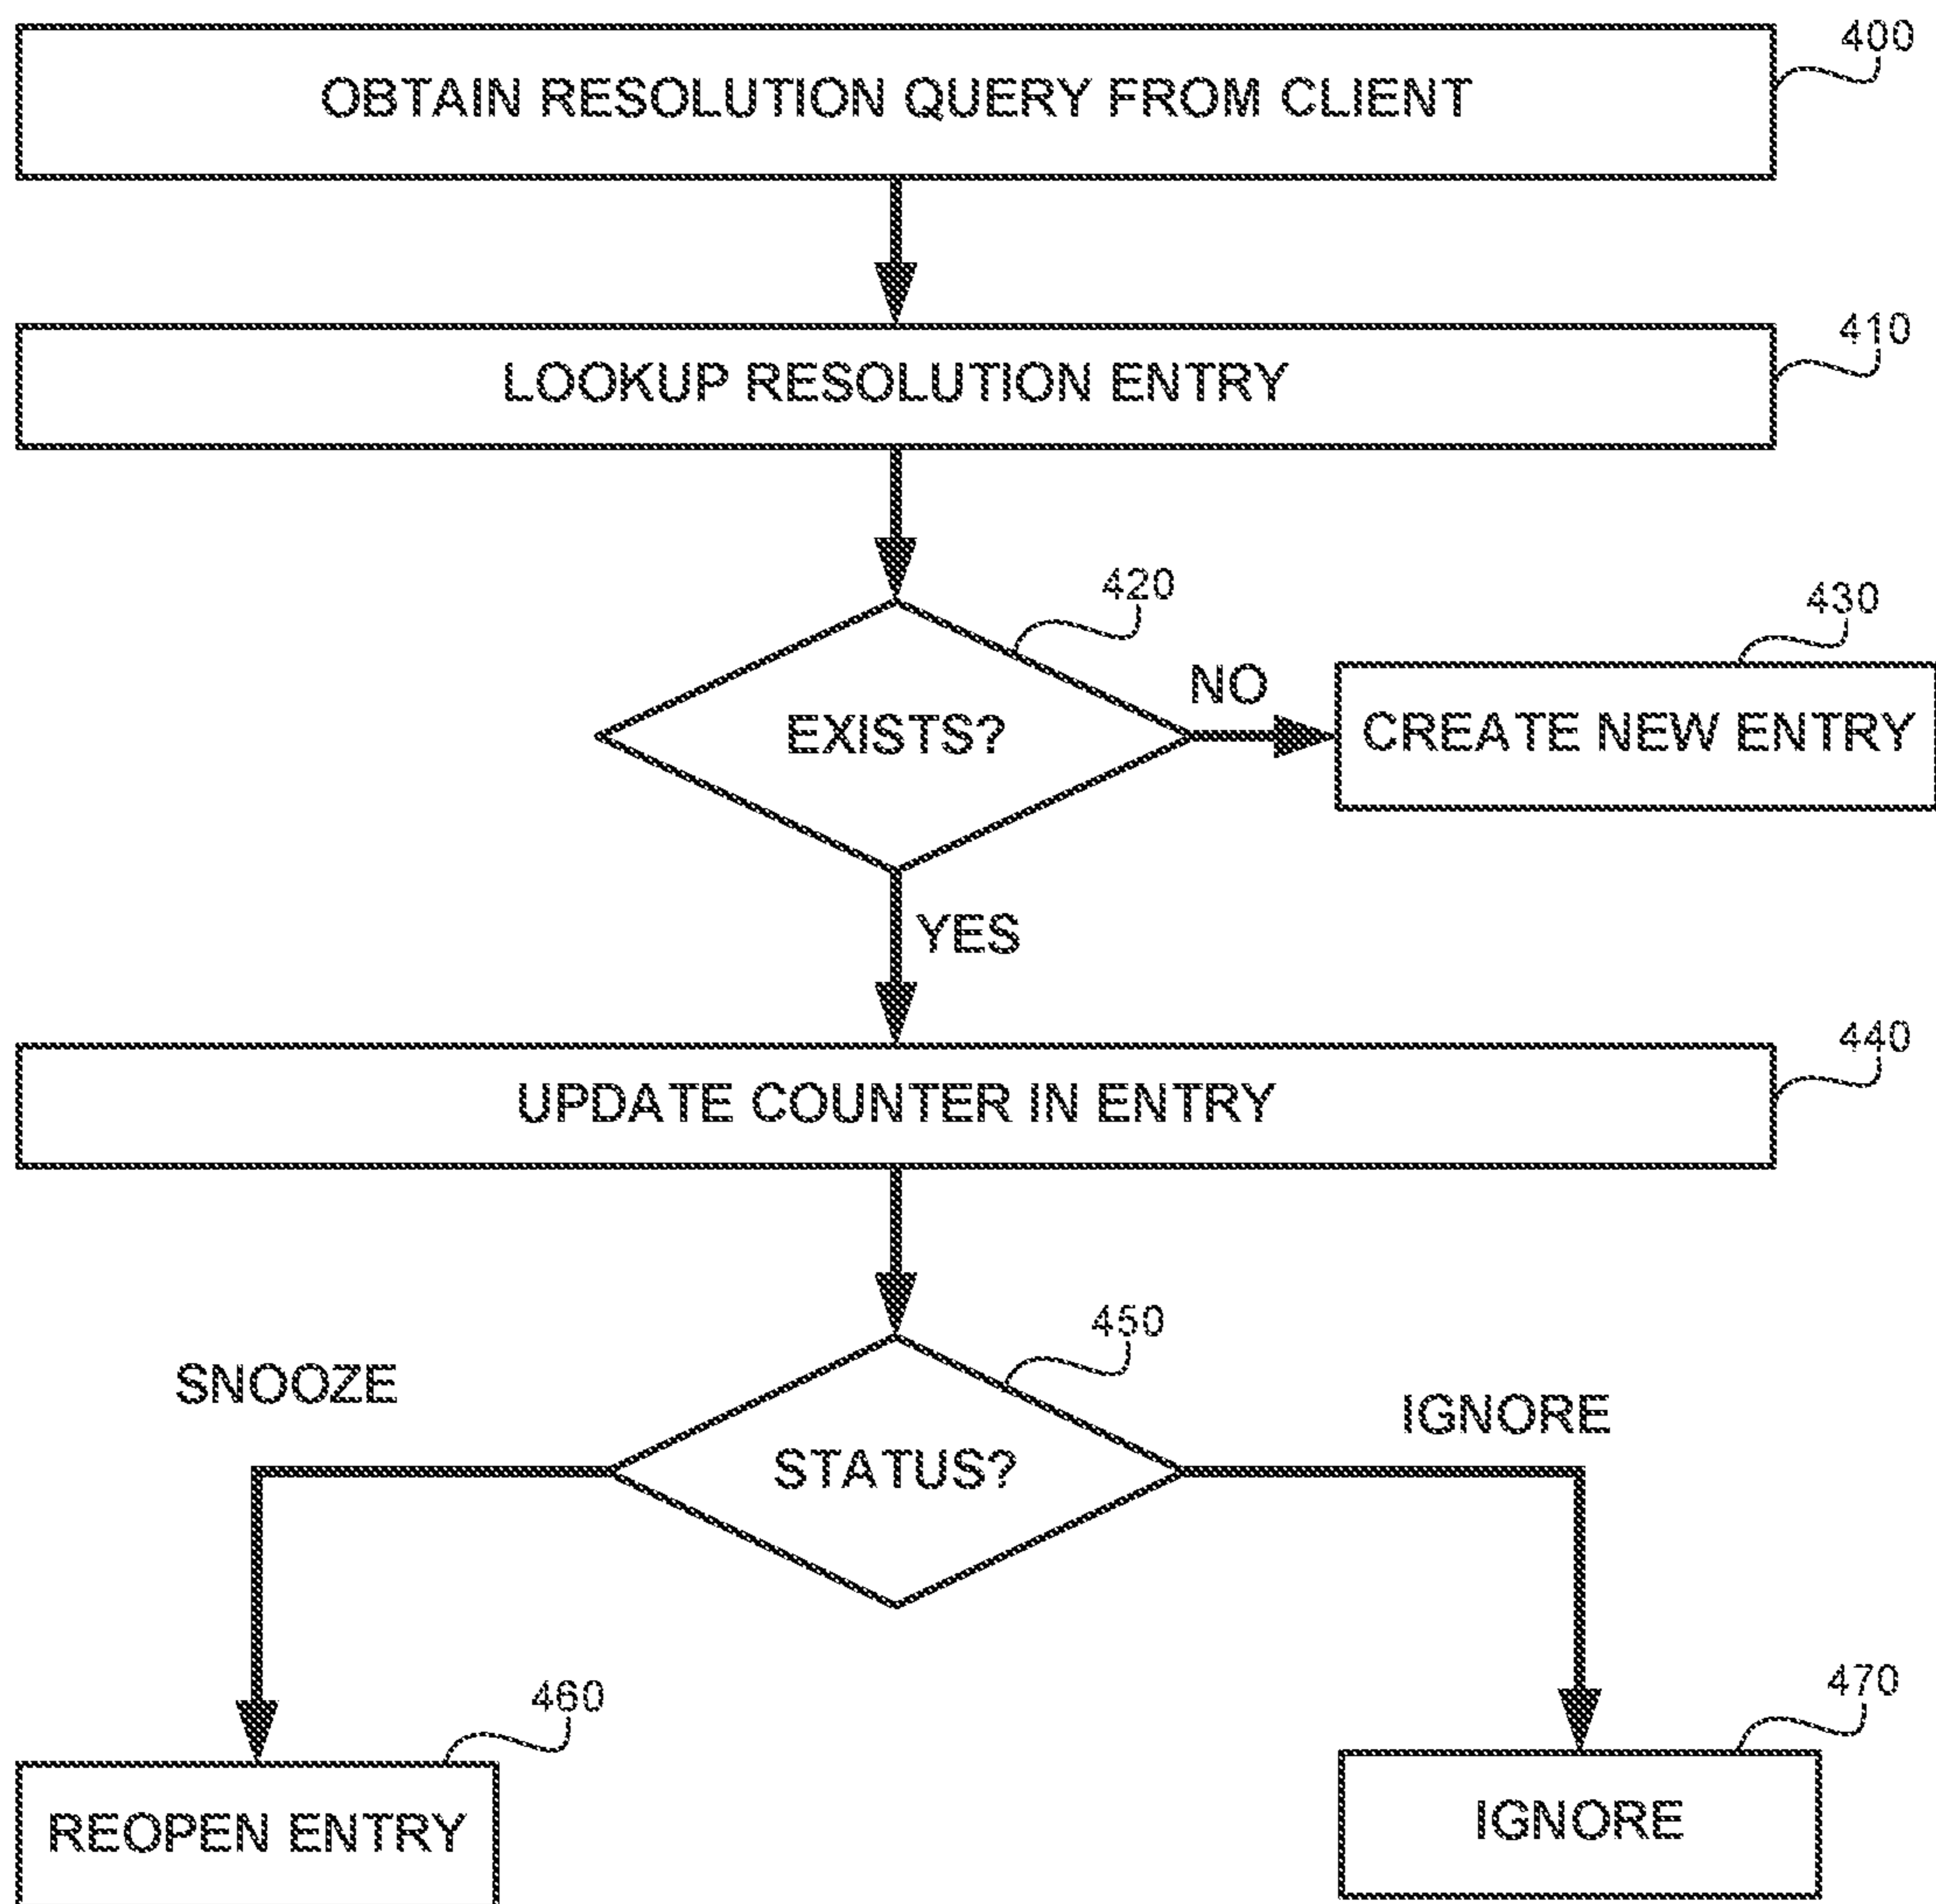 400
OBTAIN RESOLUTION QUERY FROM CLIENT
410
LOOKUP RESOLUTION ENTRY
420
430
NO
EXISTS?
CREATE NEW ENTRY
YES
440
UPDATE COUNTER IN ENTRY
450
SNOOZE
IGNORE
STATUS?
460
470
REOPEN ENTRY
IGNORE